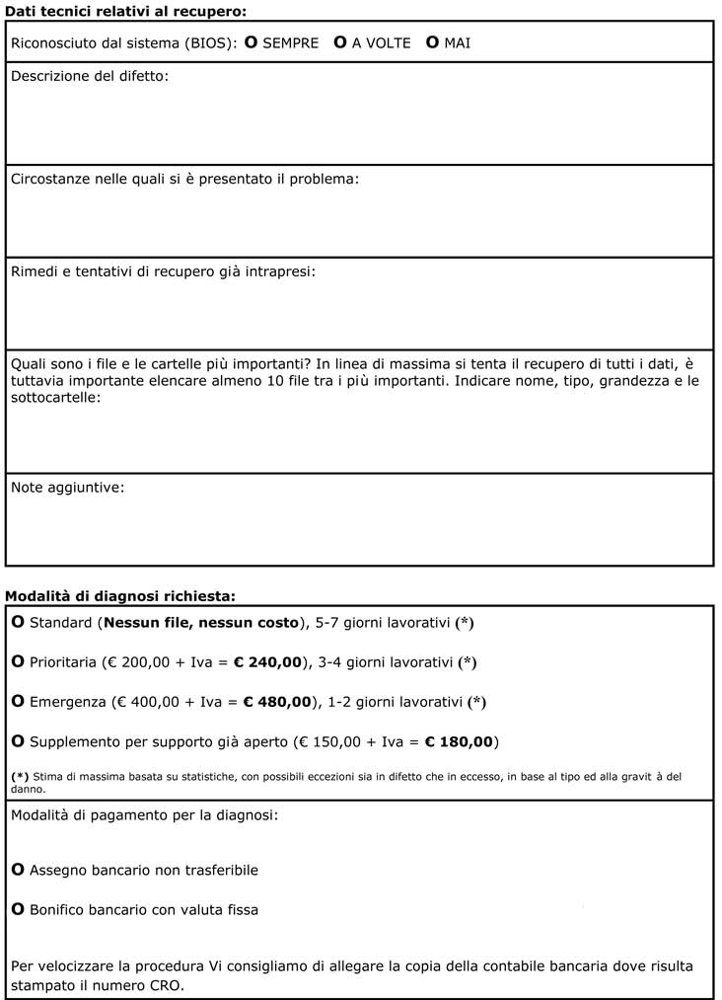 Dati tecnici relativi al recupero:
Riconosciuto dal sistema (BIOS): O SEMPRE O A VOLTE O MAI
Descrizione del difetto:
Circostanze nelle quali si è presentato il problema:
Rimedi e tentativi di recupero già intrapresi:
Quali sono i file e le cartelle più importanti? In linea di massima si tenta il recupero di tutti i dati, è
tuttavia importante elencare almeno 10 file tra i più importanti. Indicare nome, tipo, grandezza e le
sottocartelle:
Note aggiuntive:
Modalità di diagnosi richiesta:
O Standard (Nessun file, nessun costo), 5-7 giorni lavorativi (*)
O Prioritaria (€ 200,00 + Iva = € 240,00), 3-4 giorni lavorativi (*)
O Emergenza (€ 400,00 + Iva = € 480,00), 1-2 giorni lavorativi (*)
O Supplemento per supporto già aperto (€ 150,00 + Iva = € 180,00)
(*) Stima di massima basata su statistiche, con possibili eccezioni sia in difetto che in eccesso, in base al tipo ed alla gravit à del
danno.
Modalità di pagamento per la diagnosi:
O Assegno bancario non trasferibile
O Bonifico bancario con valuta fissa
Per velocizzare la procedura Vi consigliamo di allegare la copia della contabile bancaria dove risulta
stampato il numero CRO.